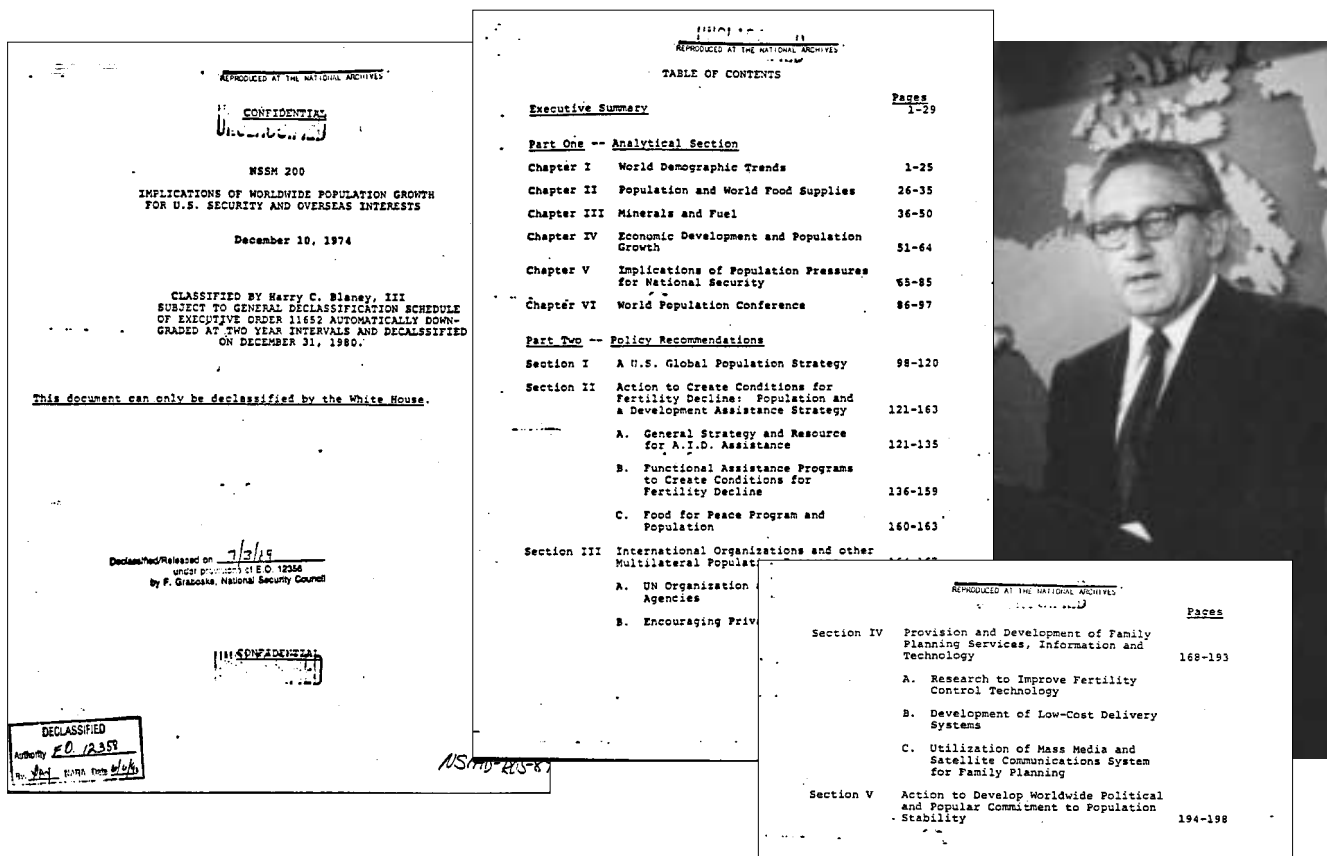 REPRODUCED AT THE NATIONAL ARCHIVES
CONFIDENTIAL
NSSM 200
IMPLICATIONS OF WORLDWIDE POPULATION GROWTH
FOR U.S. SECURITY AND OVERSEAS INTERESTS
December 10, 1974
CLASSIFIED BY Harry C. Blaney, III
SUBJECT TO GENERAL DECLASSIFICATION SCHEDULE
OF EXECUTIVE ORDER 11652 AUTOMATICALLY DOWN-
GRADED AT TWO YEAR INTERVALS AND DECALSSIFIED
ON DECEMBER 31, 1980.
This document can only be declassified by the White House.
Declassified/Released on 7/3/89
under provisions of E.O. 12356
by F. Graboske, National Security Council
CONFIDENTIAL
DECLASSIFIED
Authority E.O. 12358
By NARA Date
REPRODUCED AT THE NATIONAL ARCHIVES
TABLE OF CONTENTS
Pages
Executive Summary 1-29
Part One -- Analytical Section
Chapter I World Demographic Trends 1-25
Chapter II Population and World Food Supplies 26-35
Chapter III Minerals and Fuel 36-50
Chapter IV Economic Development and Population
Growth 51-64
Chapter V Implications of Population Pressures
for National Security 65-85
Chapter VI World Population Conference 86-97
Part Two -- Policy Recommendations
Section I A U.S. Global Population Strategy 98-120
Section II Action to Create Conditions for
Fertility Decline: Population and
a Development Assistance Strategy 121-163
A. General Strategy and Resource
for A.I.D. Assistance 121-135
B. Functional Assistance Programs
to Create Conditions for
Fertility Decline 136-159
C. Food for Peace Program and
Population 160-163
Section III International Organizations and other
Multilateral Populat
A. UN Organization
Agencies
B. Encouraging Priv
REPRODUCED AT THE NATIONAL ARCHIVES
Pages
Section IV Provision and Development of Family
Planning Services, Information and
Technology 168-193
A. Research to Improve Fertility
Control Technology
B. Development of Low-Cost Delivery
Systems
C. Utilization of Mass Media and
Satellite Communications System
for Family Planning
Section V Action to Develop Worldwide Political
and Popular Commitment to Population
Stability 194-198